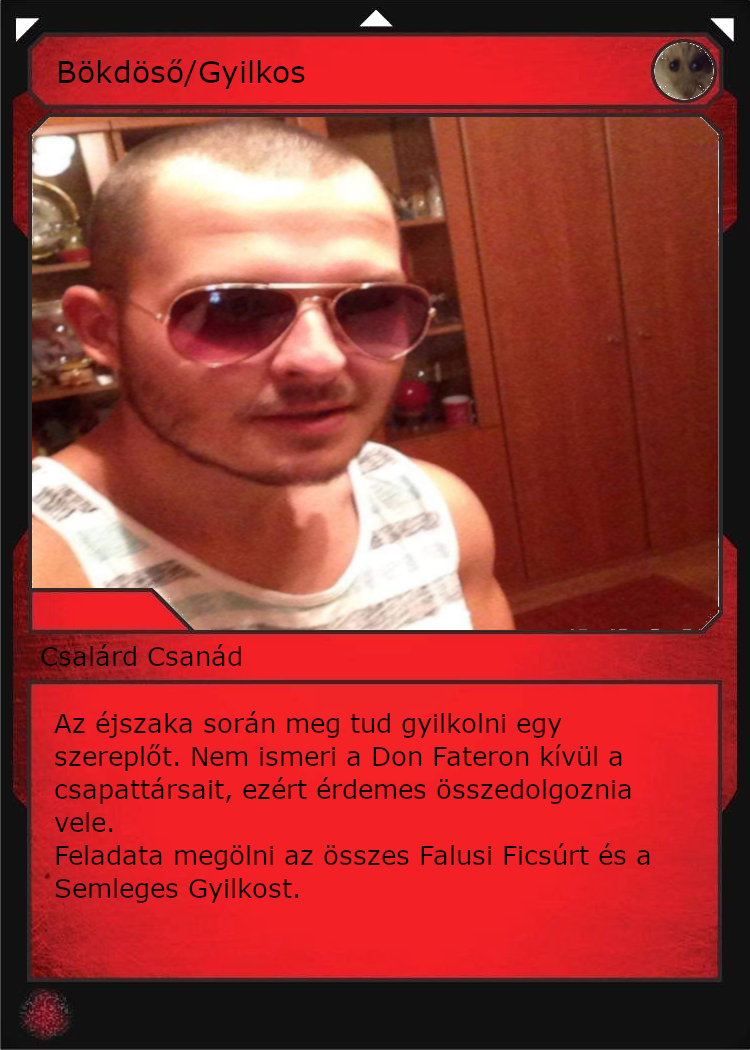 Bökdöső/Gyilkos
Csalárd Csanád
Az éjszaka során meg tud gyilkolni egy
szereplőt. Nem ismeri a Don Fateron kívül a
csapattársait, ezért érdemes összedolgoznia
vele.
Feladata megölni az összes Falusi Ficsúrt és a
Semleges Gyilkost.